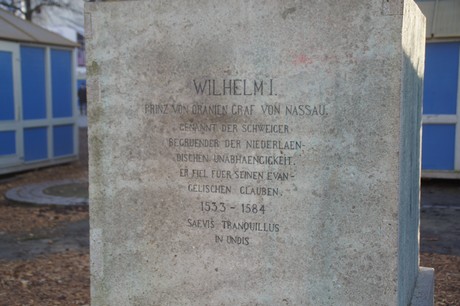 WILHELM I.
PRINZ VON ORANIEN GRAF VON NASSAU,
GENANNT DER SCHWEIGER
BEGRUENDER DER NIEDERLAEN-
DISCHEN UNABHAENGIGKEIT.
ER FIEL FUER SEINEN EVAN-
GELISCHEN GLAUBEN.
1533 - 1584
SAEVIS TRANQUILLUS
IN UNDIS